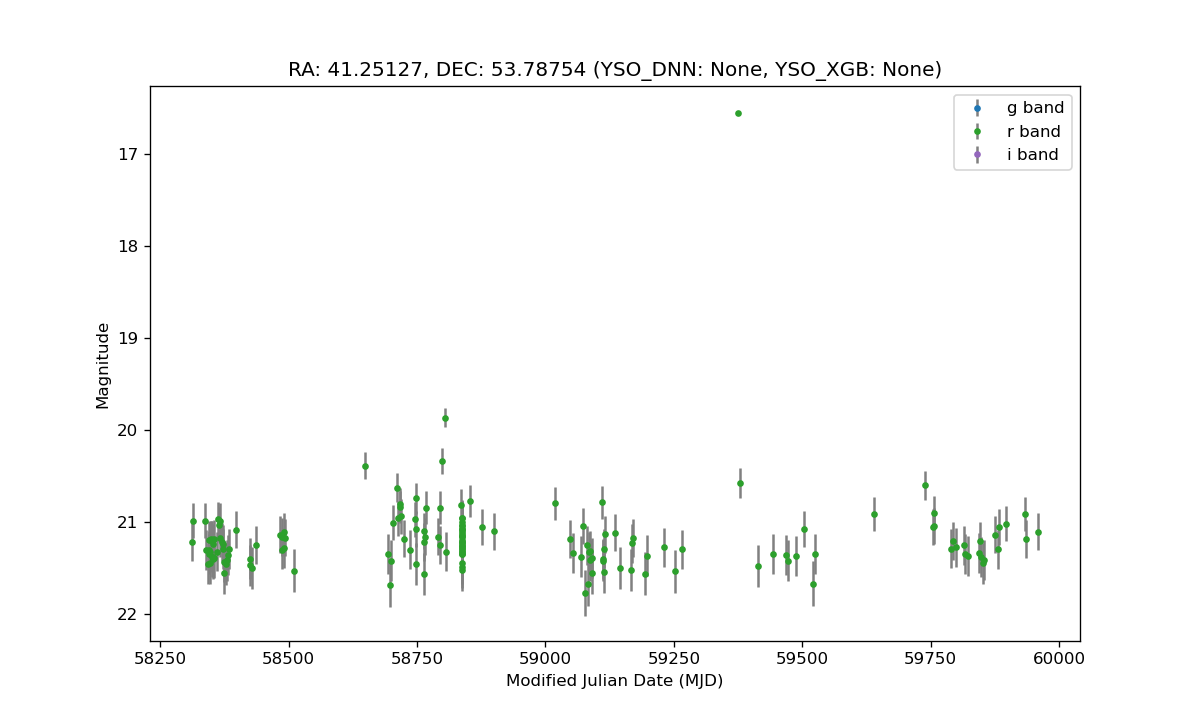 RA: 41.25127, DEC: 53.78754 (YSO_DNN: None, YSO_XGB: None)
g band
r band
i band
17
18
19
20
21
22
Magnitude
58250 58500 58750 59000 59250 59500 59750 60000
Modified Julian Date (MJD)